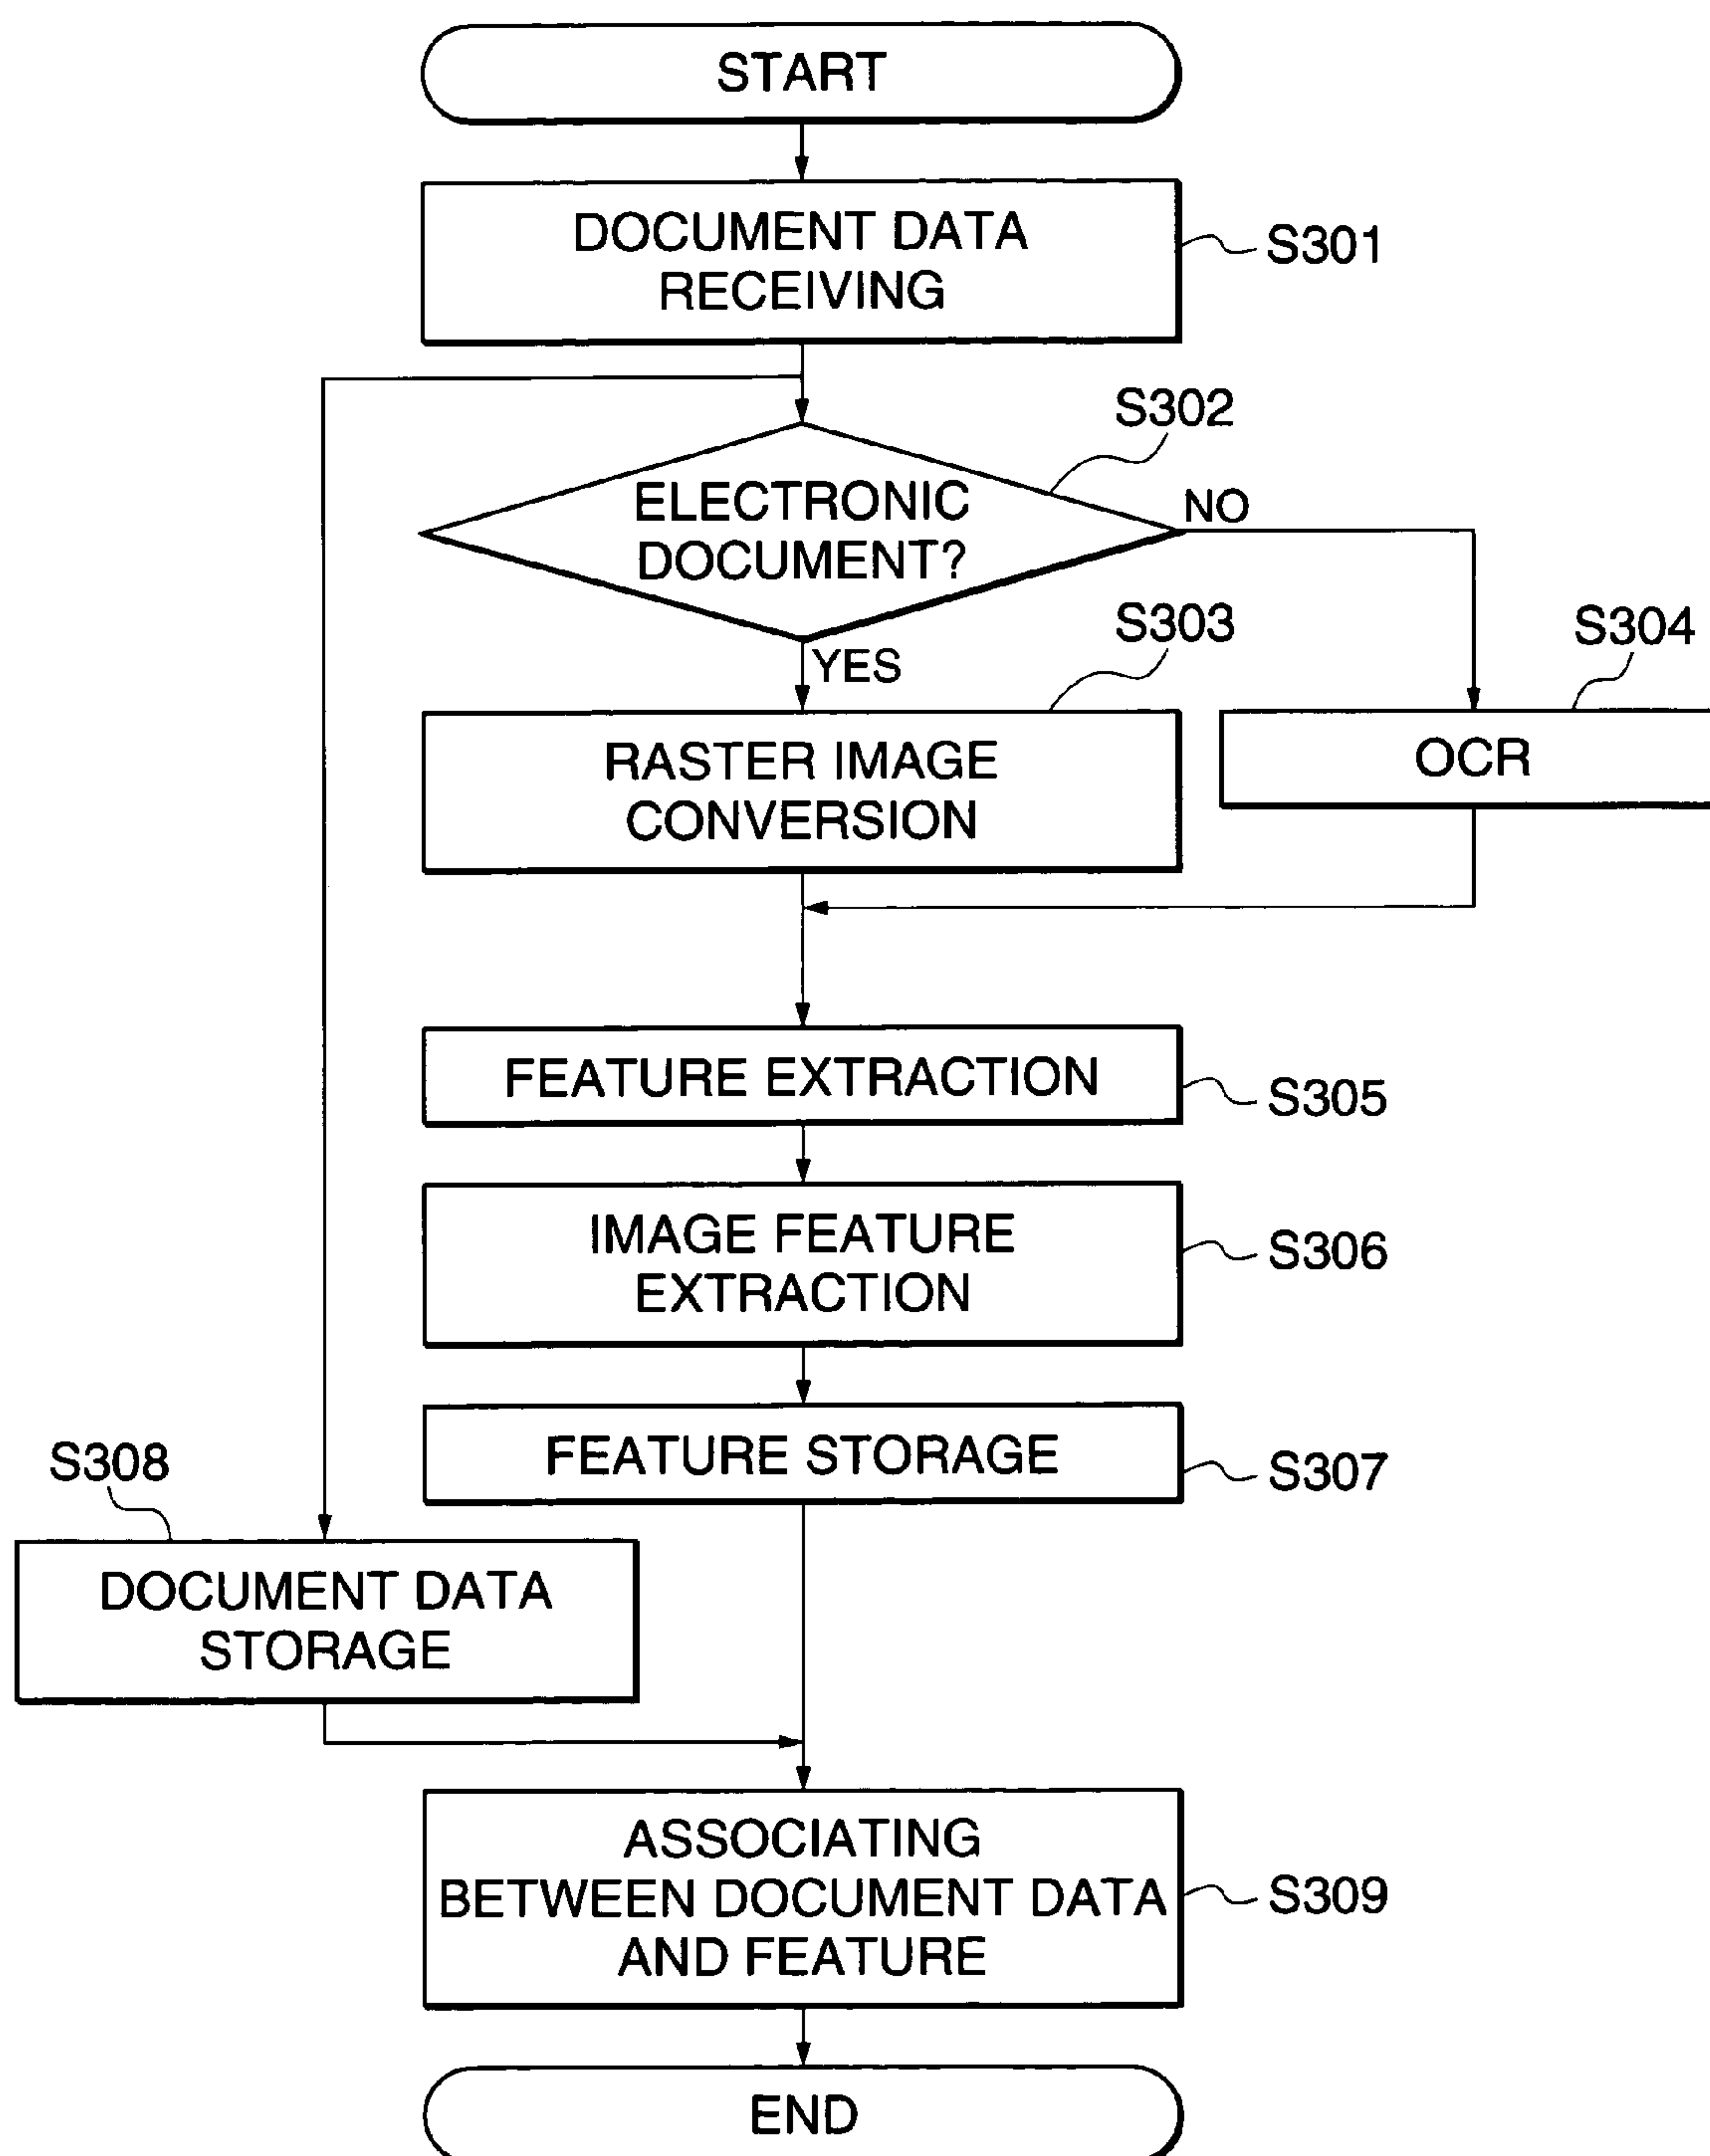 START
DOCUMENT DATA
RECEIVING
S301
S302
ELECTRONIC
DOCUMENT?
NO
YES
S303
S304
RASTER IMAGE
CONVERSION
OCR
FEATURE EXTRACTION
S305
IMAGE FEATURE
EXTRACTION
S306
FEATURE STORAGE
S307
S308
DOCUMENT DATA
STORAGE
ASSOCIATING
BETWEEN DOCUMENT DATA
AND FEATURE
S309
END